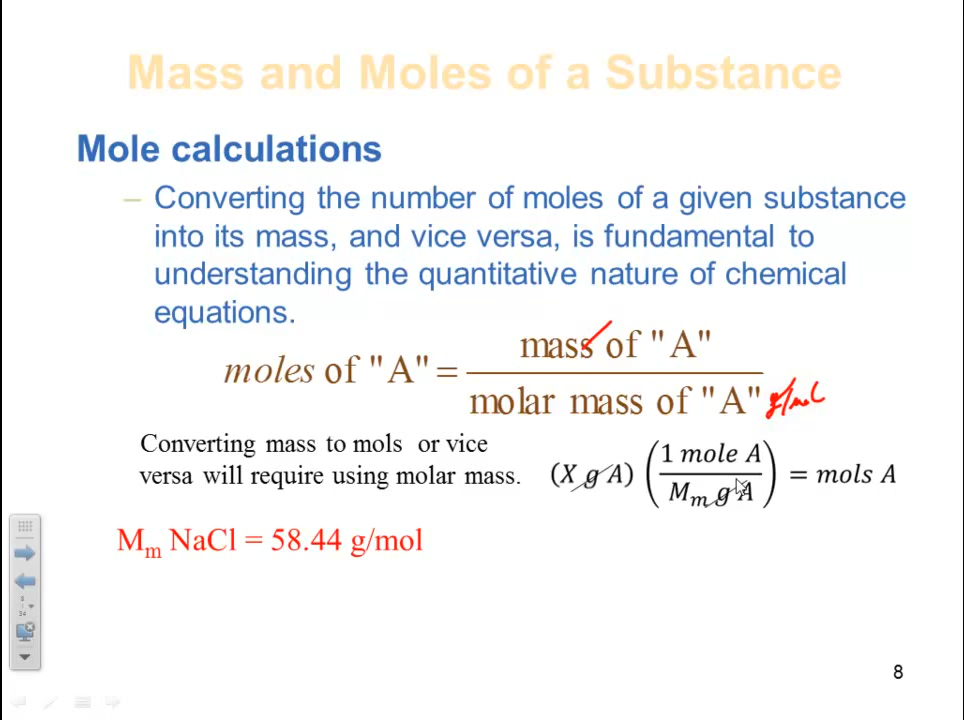 Mass and Moles of a Substance
Mole calculations
– Converting the number of moles of a given substance
into its mass, and vice versa, is fundamental to
understanding the quantitative nature of chemical
equations.
mass of "A"
moles of "A" =
molar mass of "A" g/mol
Converting mass to mols or vice
versa will require using molar mass.
(X g A) (1 mole A / Mm g A) = mols A
Mm NaCl = 58.44 g/mol
8
34
8